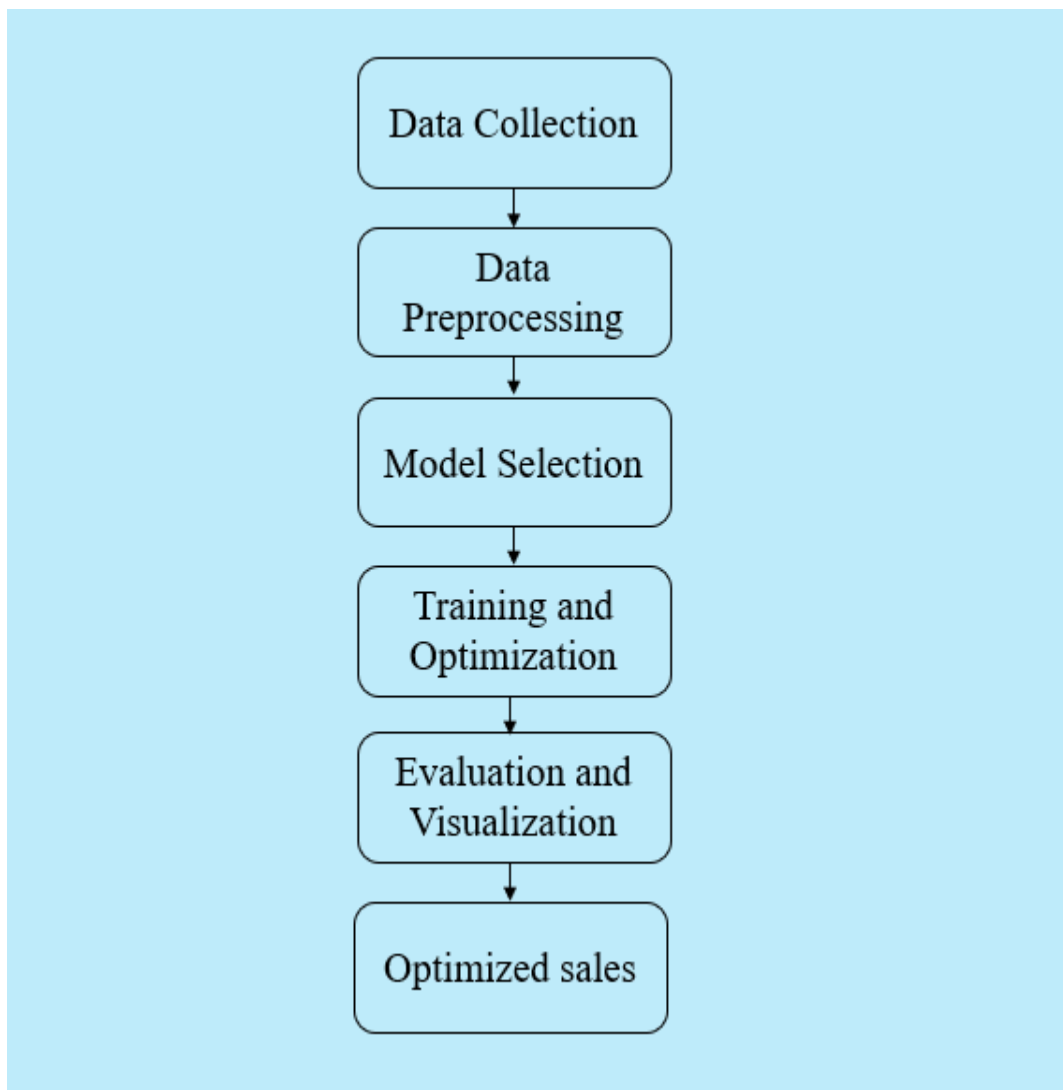 Data Collection
Data
Preprocessing
Model Selection
Training and
Optimization
Evaluation and
Visualization
Optimized sales